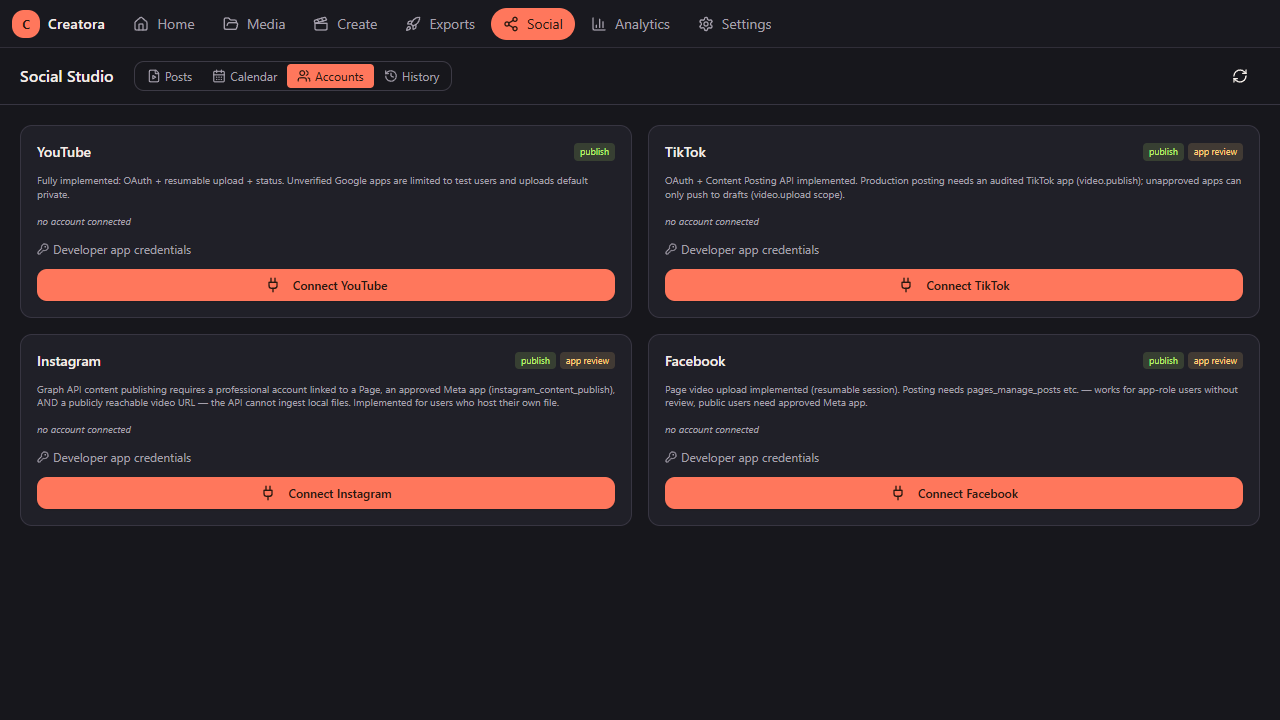 C Creatora Home Media Create Exports Social Analytics Settings
Social Studio Posts Calendar Accounts History
YouTube publish
Fully implemented: OAuth + resumable upload + status. Unverified Google apps are limited to test users and uploads default
private.
no account connected
Developer app credentials
Connect YouTube
TikTok publish app review
OAuth + Content Posting API implemented. Production posting needs an audited TikTok app (video.publish); unapproved apps can
only push to drafts (video.upload scope).
no account connected
Developer app credentials
Connect TikTok
Instagram publish app review
Graph API content publishing requires a professional account linked to a Page, an approved Meta app (instagram_content_publish),
AND a publicly reachable video URL — the API cannot ingest local files. Implemented for users who host their own file.
no account connected
Developer app credentials
Connect Instagram
Facebook publish app review
Page video upload implemented (resumable session). Posting needs pages_manage_posts etc. — works for app-role users without
review, public users need approved Meta app.
no account connected
Developer app credentials
Connect Facebook